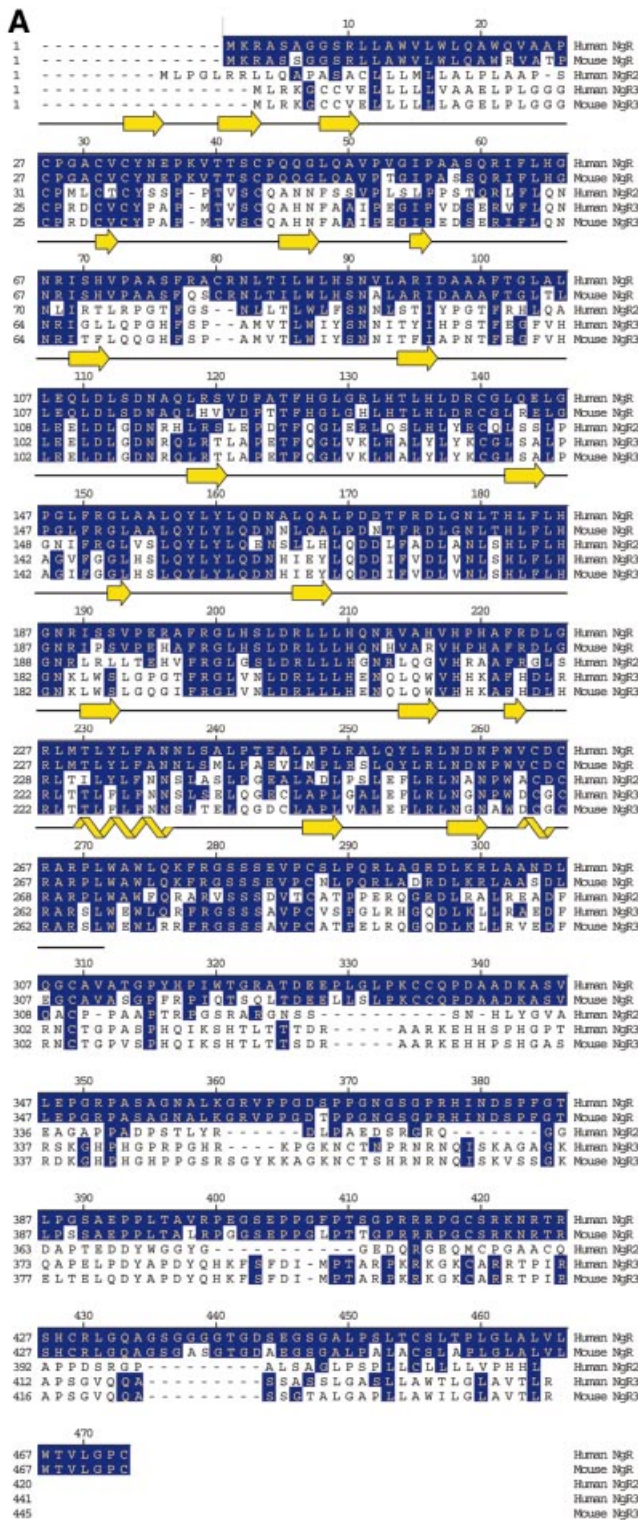 A
10 20
1 --------------MKRASAGGSRLLAWVLWLQAWQVAAP Human NgR
1 --------------MKRASSGGSRLLAWVLWLQAWRVATP Mouse NgR
1 ---------MLPGLRRLLQAPASACLLLMLLALPLAAP-S Human NgR2
1 ----------------MLRKGCCVELLLLLVAAELPLGGG Human NgR3
1 ----------------MLRKGCCVELLLLLLAGELPLGGG Mouse NgR3
30 40 50 60
27 CPGACVCYNEPKVTTSCPQQGLQAVPVGIPAASQRIFLHG Human NgR
27 CPGACVCYNEPKVTTSCPQQGLQAVPTGIPASSQRIFLHG Mouse NgR
31 CPMLCTCYSSP-PTVSCQANNFSSVPLSLPPSTQRLFLQN Human NgR2
25 CPRDCVCYPAP-MTVSCQAHNFAAIPEGIPVDSERVFLQN Human NgR3
25 CPRDCVCYPAP-MTVSCQAHNFAAIPEGIPEDSERIFLQN Mouse NgR3
70 80 90 100
67 NRISHVPAASFRACRNLTILWLHSNVLARIDAAAFTGLAL Human NgR
67 NRISHVPAASFQSCRNLTILWLHSNALARIDAAAFTGLTL Mouse NgR
70 NLIRTLRPGTFGS--NLLTLWLFSNNLSTIYPGTFRHLQA Human NgR2
64 NRIGLLQPGHFSP--AMVTLWIYSNNITYIHPSTFEGFVH Human NgR3
64 NRITFLQQGHFSP--AMVTLWIYSNNITFIAPNTFEGFVH Mouse NgR3
110 120 130 140
107 LEQLDLSDNAQLRSVDPATFHGLGRLHTLHLDRCGLQELG Human NgR
107 LEQLDLSDNAQLHVVDPTTFHGLGHLHTLHLDRCGLRELG Mouse NgR
108 LEELDLGDNRHLRSLEPDTFQGLERLQSLHLYRCQLSSLP Human NgR2
102 LEELDLGDNRQLRTLAPETFQGLVKLHALYLYKCGLSALP Human NgR3
102 LEELDLGDNRQLRTLAPETFQGLVKLHALYLYKCGLSALP Mouse NgR3
150 160 170 180
147 PGLFRGLAALQYLYLQDNALQALPDDTFRDLGNLTHLFLH Human NgR
147 PGLFRGLAALQYLYLQDNNLQALPDNTFRDLGNLTHLFLH Mouse NgR
148 GNIFRGLVSLQYLYLQENSLLHLQDDLFADLANLSHLFLH Human NgR2
142 AGVFGGLHSLQYLYLQDNHIEYLQDDIFVDLVNLSHLFLH Human NgR3
142 AGIFGGLHSLQYLYLQDNHIEYLQDDIFVDLVNLSHLFLH Mouse NgR3
190 200 210 220
187 GNRISSVPERAFRGLHSLDRLLLHQNRVAHVHPHAFRDLG Human NgR
187 GNRIPSVPEHAFRGLHSLDRLLLHQNHVARVHPHAFRDLG Mouse NgR
188 GNRLRLLTEHVFRGLGSLDRLLLHGNRLQGVHRAAFRGLS Human NgR2
182 GNKLWSLGPGTFRGLVNLDRLLLHENQLQWVHHKAFHDLR Human NgR3
182 GNKLWSLGQGIFRGLVNLDRLLLHENQLQWVHHKAFHDLH Mouse NgR3
230 240 250 260
227 RLMTLYLFANNLSALPTEALAPLRALQYLRLNDNPWVCDC Human NgR
227 RLMTLYLFANNLSMLPAEVLMPLRSLQYLRLNDNPWVCDC Mouse NgR
228 RLTILYLFNNSLASLPGEALADLPSLEFLRLNANPWACDC Human NgR2
222 RLTTLFLFNNSLSELQGECLAPLGALEFLRLNGNPWDCGC Human NgR3
222 RLTTLFLFNNSLTELQGDCLAPLVALEFLRLNGNAWDCGC Mouse NgR3
270 280 290 300
267 RARPLWAWLQKFRGSSSEVPCSLPQRLAGRDLKRLAANDL Human NgR
267 RARPLWAWLQKFRGSSSEVPCNLPQRLADRDLKRLAASDL Mouse NgR
268 RARPLWAWFQRARVSSSDVTCATPPERQGRDLRALREADF Human NgR2
262 RARSLWEWLQRFRGSSSAVPCVSPGLRHGQDLKLLRAEDF Human NgR3
262 RARSLWEWLRRFRGSSSAVPCATPELRQGQDLKLLRVEDF Mouse NgR3
310 320 330 340
307 QGCAVATGPYHPIWTGRATDEEPLGLPKCCQPDAADKASV Human NgR
307 EGCAVASGPFRPIQTSQLTDEELLSLPKCCQPDAADKASV Mouse NgR
308 QACP-PAAPTRPGSRARGNSS--------SN-HLYGVA Human NgR2
302 RNCTGPASPHQIKSHTLTTTDR-----AARKEHHSPHGPT Human NgR3
302 RNCTGPVSPHQIKSHTLTTSDR-----AARKEHHPSHGAS Mouse NgR3
350 360 370 380
347 LEPGRPASAGNALKGRVPPGDSPPGNGSGPRHINDSPFGT Human NgR
347 LEPGRPASAGNALKGRVPPGDTPPGNGSGPRHINDSPFGT Mouse NgR
336 EAGAPPADPSTLYR------DLPAEDSRGRQ----GG Human NgR2
337 RSKGHPHGPRPGHR----KPGKNCTNPRNRNQISKAGAGK Human NgR3
337 RDKGHPHGHPPGSRSGYKKAGKNCTSHRNRNQISKVSSGK Mouse NgR3
390 400 410 420
387 LPGSAEPPLTAVRPEGSEPPGFPTSGPRRRPGCSRKNRTR Human NgR
387 LPSSAEPPLTALRPGGSEPPGLPTTGPRRRPGCSRKNRTR Mouse NgR
363 DAPTEDDYWGGYG--------GEDQRGEQMCPGAACQ Human NgR2
373 QAPELPDYAPDYQHKFSFDI-MPTARPKRKGKCARRTPIR Human NgR3
377 ELTELQDYAPDYQHKFSFDI-MPTARPKRKGKCARRTPIR Mouse NgR3
430 440 450 460
427 SHCRLGQAGSGGGGTGDSEGSGALPSLTCSLTPLGLALVL Human NgR
427 SHCRLGQAGSGASGTGDAEGSGALPALACSLAPLGLALVL Mouse NgR
392 APPDSRGP---------ALSAGLPSPLLCLLLLVPHHL Human NgR2
412 APSGVQQA---------SSASSLGASLLAWTLGLAVTLR Human NgR3
416 APSGVQQA---------SSGTALGAPLLAWILGLAVTLR Mouse NgR3
470
467 WTVLGPC Human NgR
467 WTVLGPC Mouse NgR
420 Human NgR2
441 Human NgR3
445 Mouse NgR3